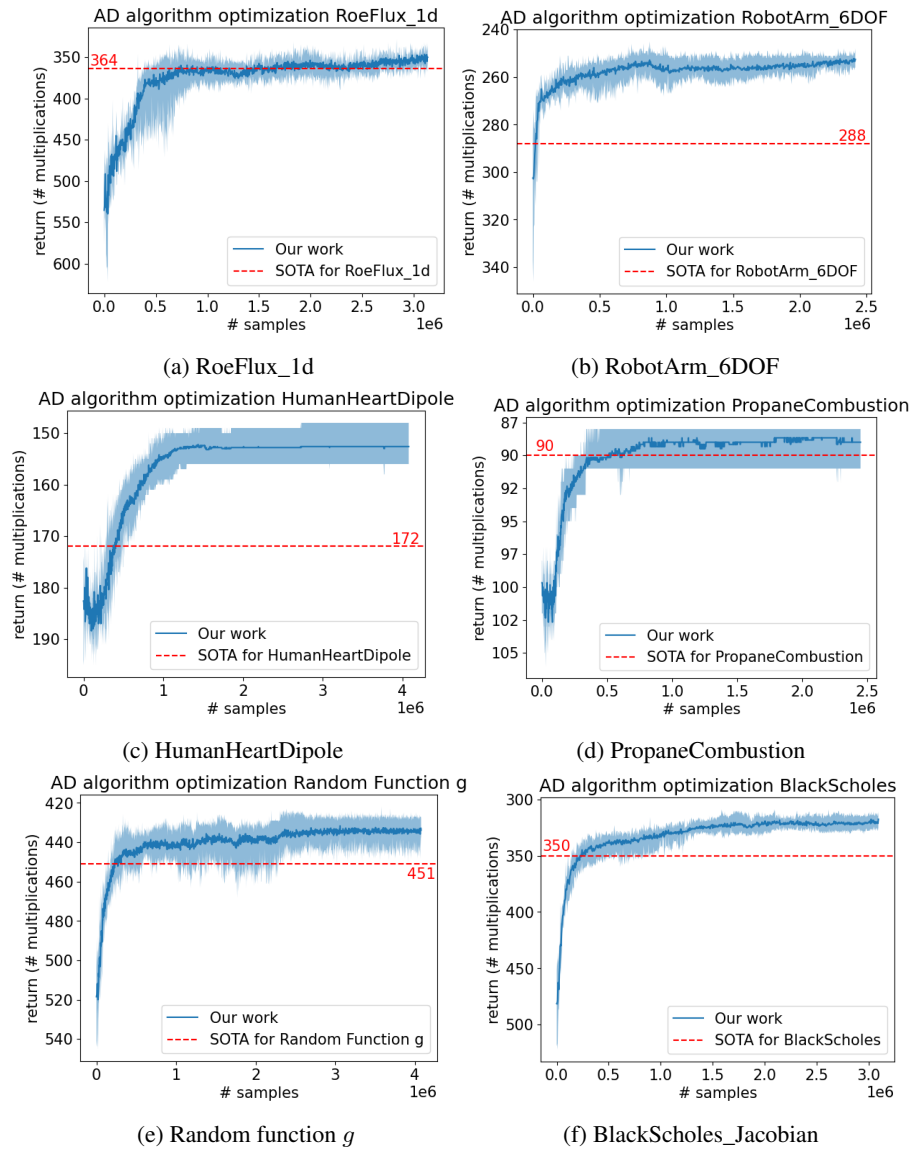 AD algorithm optimization RoeFlux_1d
364
350
400
450
500
550
600
return (# multiplications)
Our work
SOTA for RoeFlux_1d
0.0 0.5 1.0 1.5 2.0 2.5 3.0
# samples
1e6
(a) RoeFlux_1d
AD algorithm optimization RobotArm_6DOF
240
260
280
300
320
340
288
return (# multiplications)
Our work
SOTA for RobotArm_6DOF
0.0 0.5 1.0 1.5 2.0 2.5
# samples
1e6
(b) RobotArm_6DOF
AD algorithm optimization HumanHeartDipole
150
160
170
180
190
172
return (# multiplications)
Our work
SOTA for HumanHeartDipole
0 1 2 3 4
# samples
1e6
(c) HumanHeartDipole
AD algorithm optimization PropaneCombustion
87
90
92
95
97
100
102
105
90
return (# multiplications)
Our work
SOTA for PropaneCombustion
0.0 0.5 1.0 1.5 2.0 2.5
# samples
1e6
(d) PropaneCombustion
AD algorithm optimization Random Function g
420
440
460
480
500
520
540
451
return (# multiplications)
Our work
SOTA for Random Function g
0 1 2 3 4
# samples
1e6
(e) Random function g
AD algorithm optimization BlackScholes
300
350
400
450
500
350
return (# multiplications)
Our work
SOTA for BlackScholes
0.0 0.5 1.0 1.5 2.0 2.5 3.0
# samples
1e6
(f) BlackScholes_Jacobian